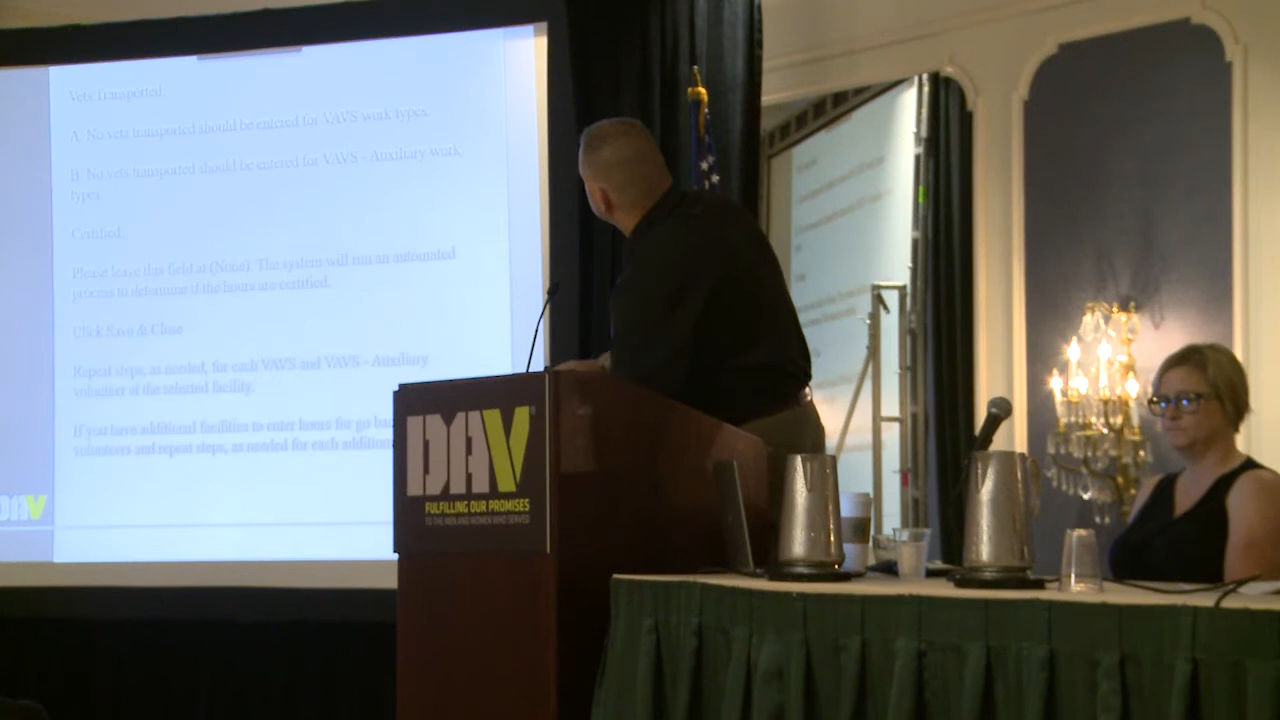 Vets Transported:
A. No vets transported should be entered for VAVS work types.
B. No vets transported should be entered for VAVS - Auxiliary work
types.
Certified:
Please leave this field at (None). The system will run an automated
process to determine if the hours are certified.
Click Save & Close
Repeat steps, as needed, for each VAVS and VAVS - Auxiliary
volunteer at the selected facility.
If you have additional facilities to enter hours for go
volunteers and repeat steps, as needed for each
DAV
DAV
FULFILLING OUR PROMISES
TO THE MEN AND WOMEN WHO SERVED